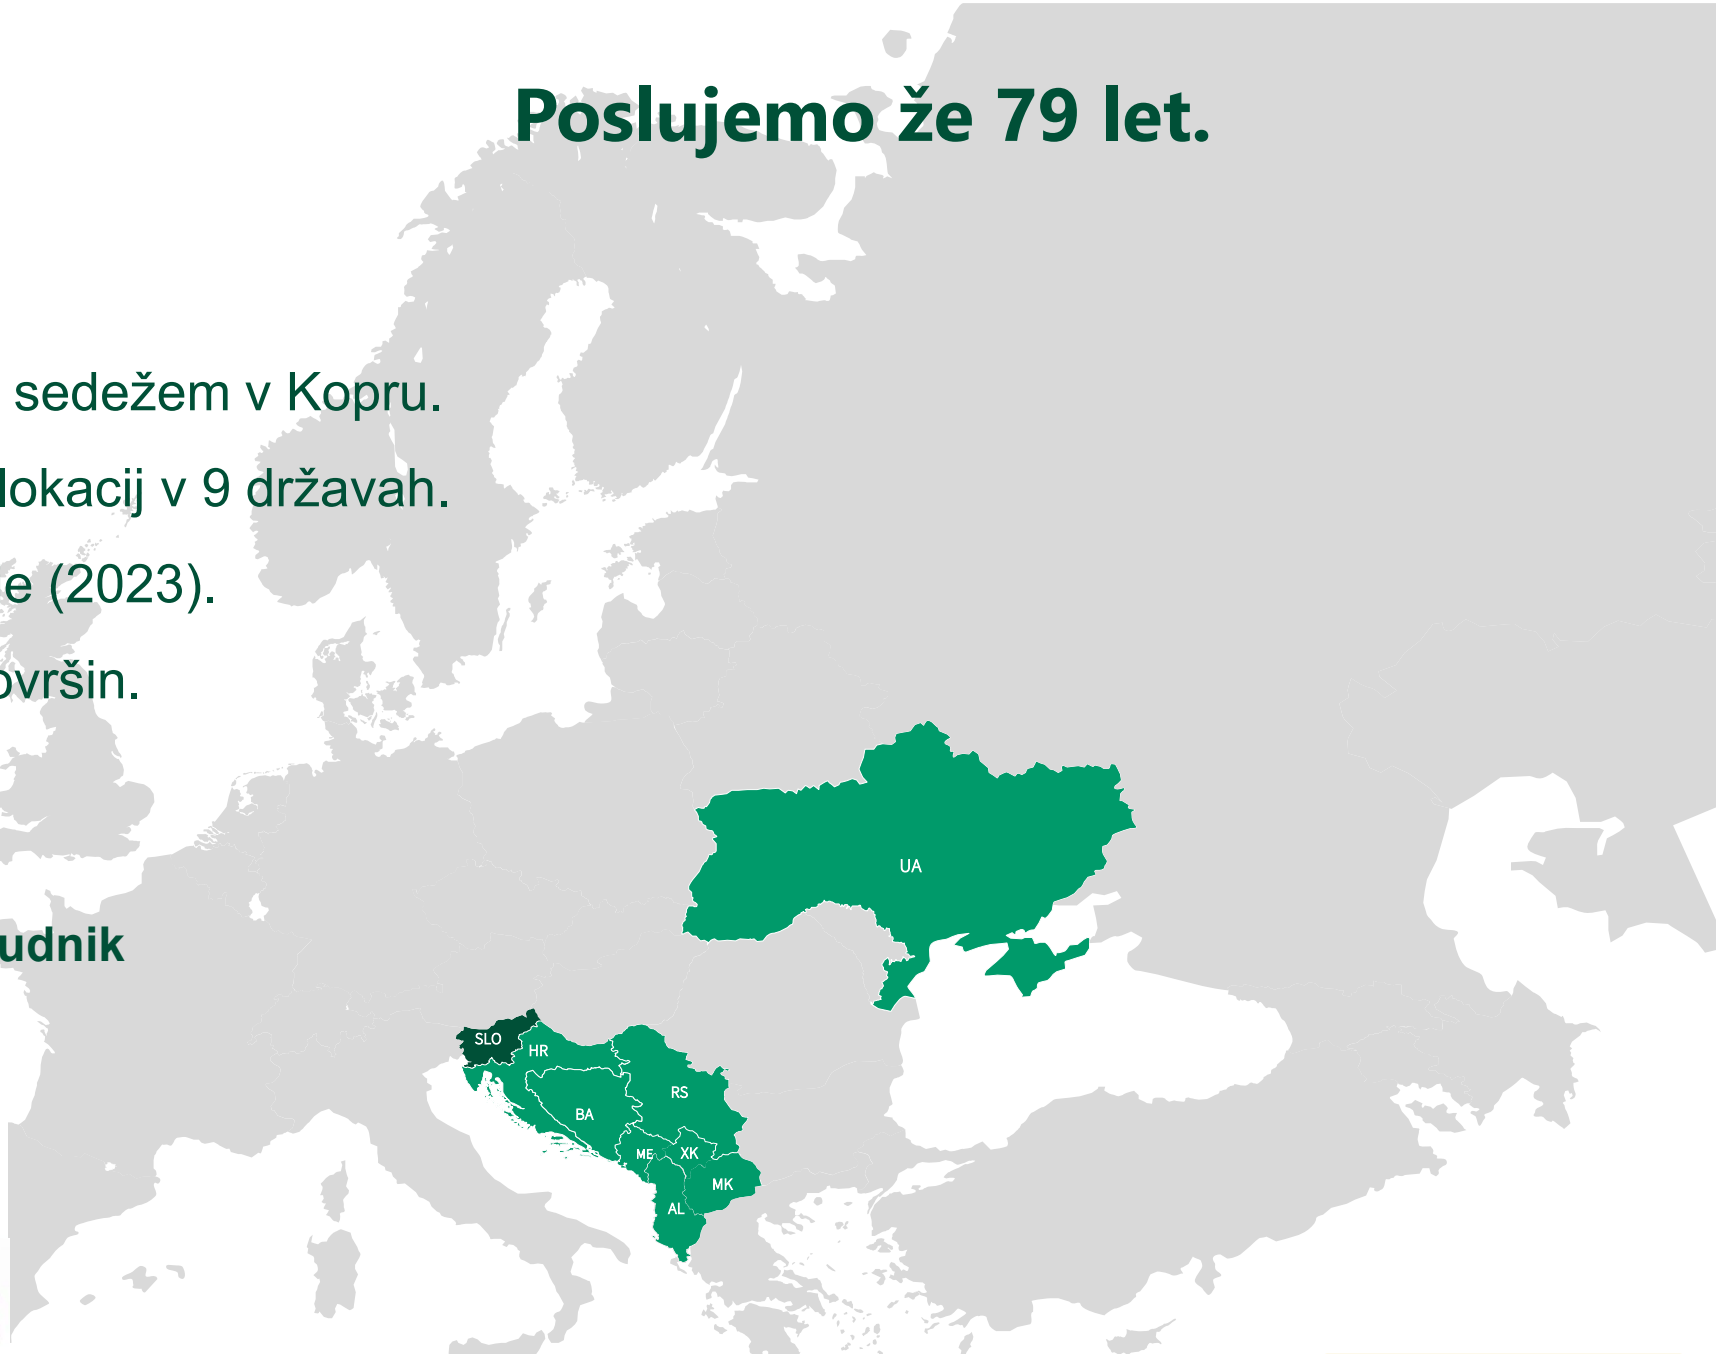 Poslujemo že 79 let.
sedežem v Kopru.
lokacij v 9 državah.
e (2023).
ovršin.
udnik
UA
SLO
HR
RS
BA
ME
XK
MK
AL